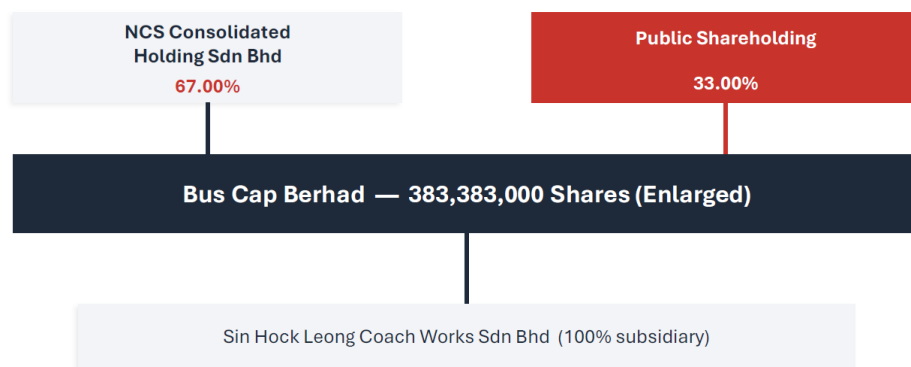 NCS Consolidated
Holding Sdn Bhd
67.00%
Public Shareholding
33.00%
Bus Cap Berhad — 383,383,000 Shares (Enlarged)
Sin Hock Leong Coach Works Sdn Bhd (100% subsidiary)